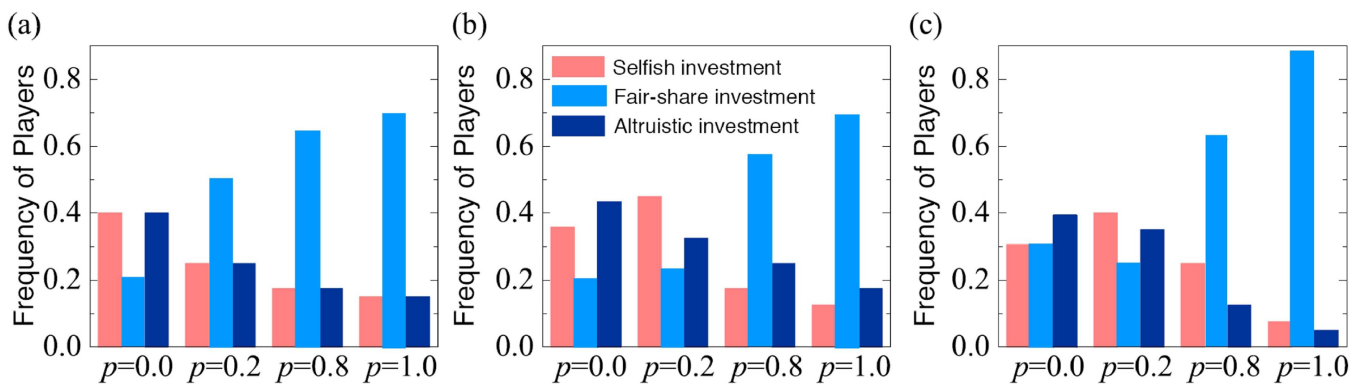 (a)
Frequency of Players
0.8
0.6
0.4
0.2
0.0
p=0.0 p=0.2 p=0.8 p=1.0
(b)
Frequency of Players
0.8
0.6
0.4
0.2
0.0
Selfish investment
Fair-share investment
Altruistic investment
p=0.0 p=0.2 p=0.8 p=1.0
(c)
Frequency of Players
0.8
0.6
0.4
0.2
0.0
p=0.0 p=0.2 p=0.8 p=1.0